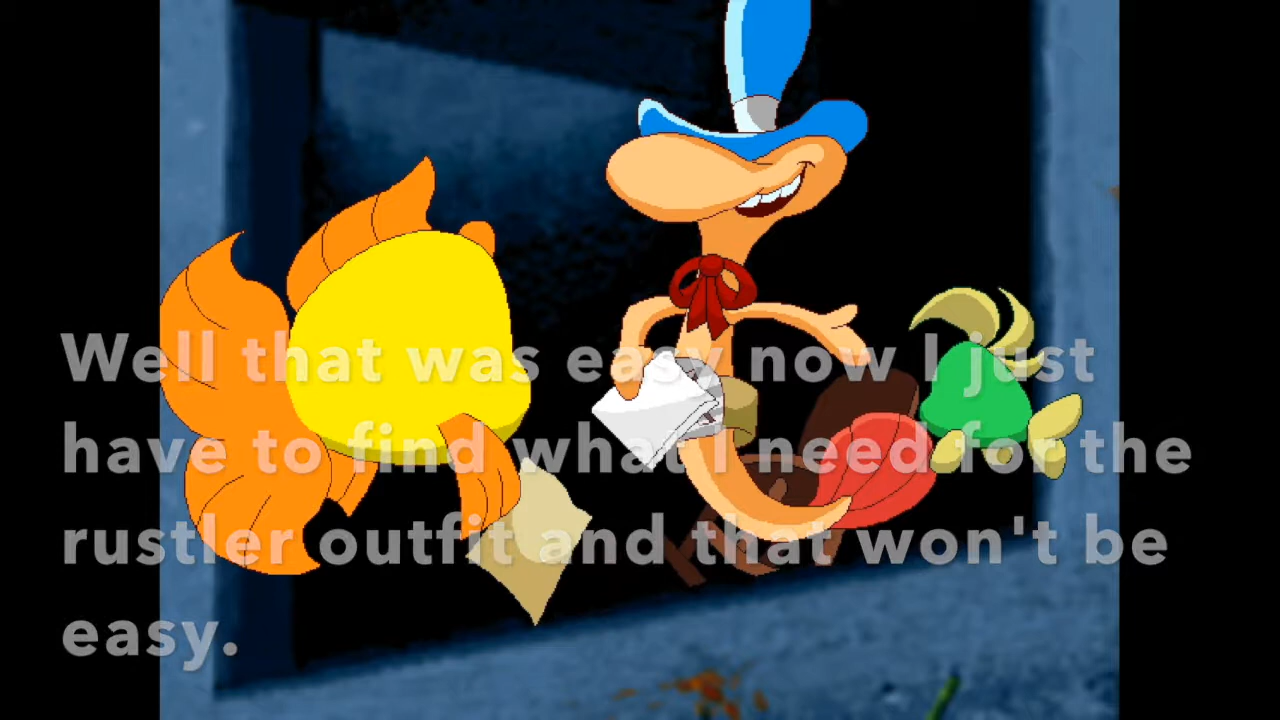 Well that was easy now I just
have to find what I need for the
rustler outfit and that won't be
easy.